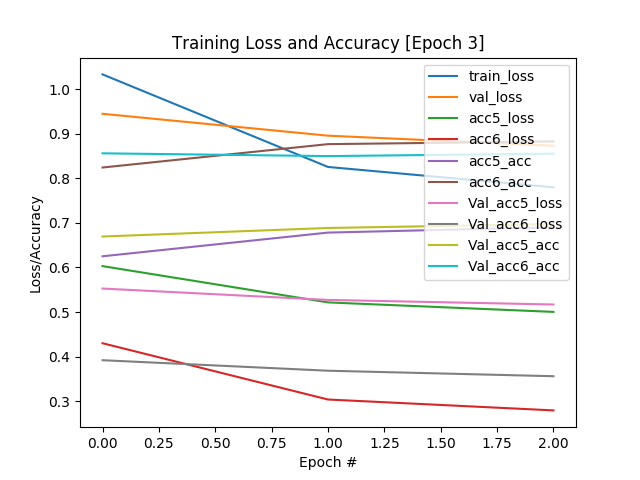 Training Loss and Accuracy [Epoch 3]
1.0
0.9
0.8
0.7
0.6
0.5
0.4
0.3
Loss/Accuracy
train_loss
val_loss
acc5_loss
acc6_loss
acc5_acc
acc6_acc
Val_acc5_loss
Val_acc6_loss
Val_acc5_acc
Val_acc6_acc
0.00 0.25 0.50 0.75 1.00 1.25 1.50 1.75 2.00
Epoch #